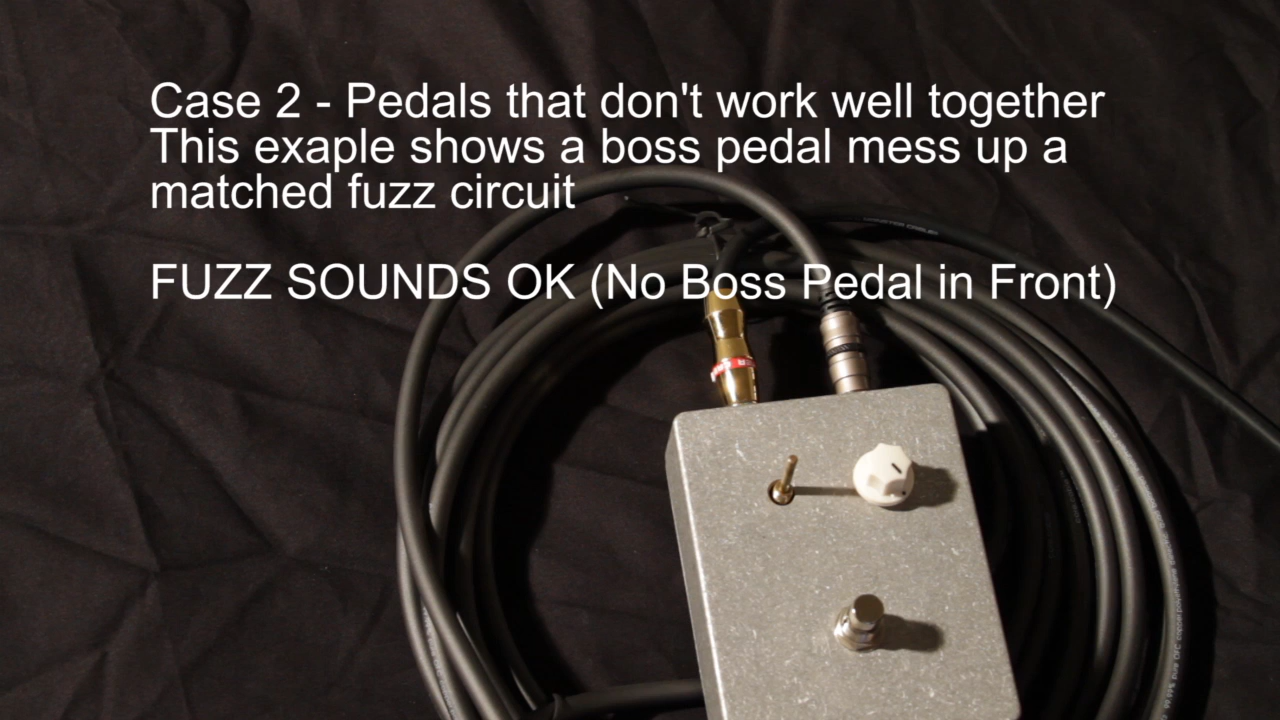 Case 2 - Pedals that don't work well together
This exaple shows a boss pedal mess up a
matched fuzz circuit
FUZZ SOUNDS OK (No Boss Pedal in Front)